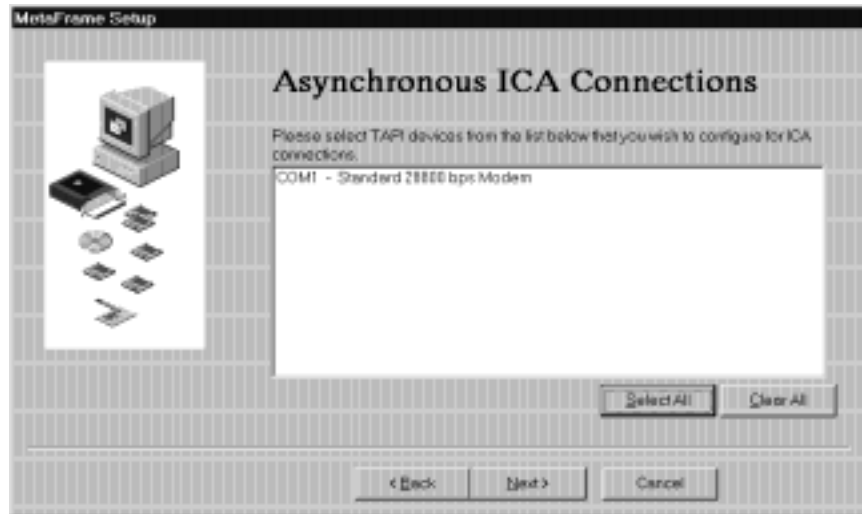 MetaFrame Setup
Asynchronous ICA Connections
Please select TAPI devices from the list below that you wish to configure for ICA
connections.
COM1 - Standard 28800 bps Modem
Select All
Clear All
< Back
Next >
Cancel